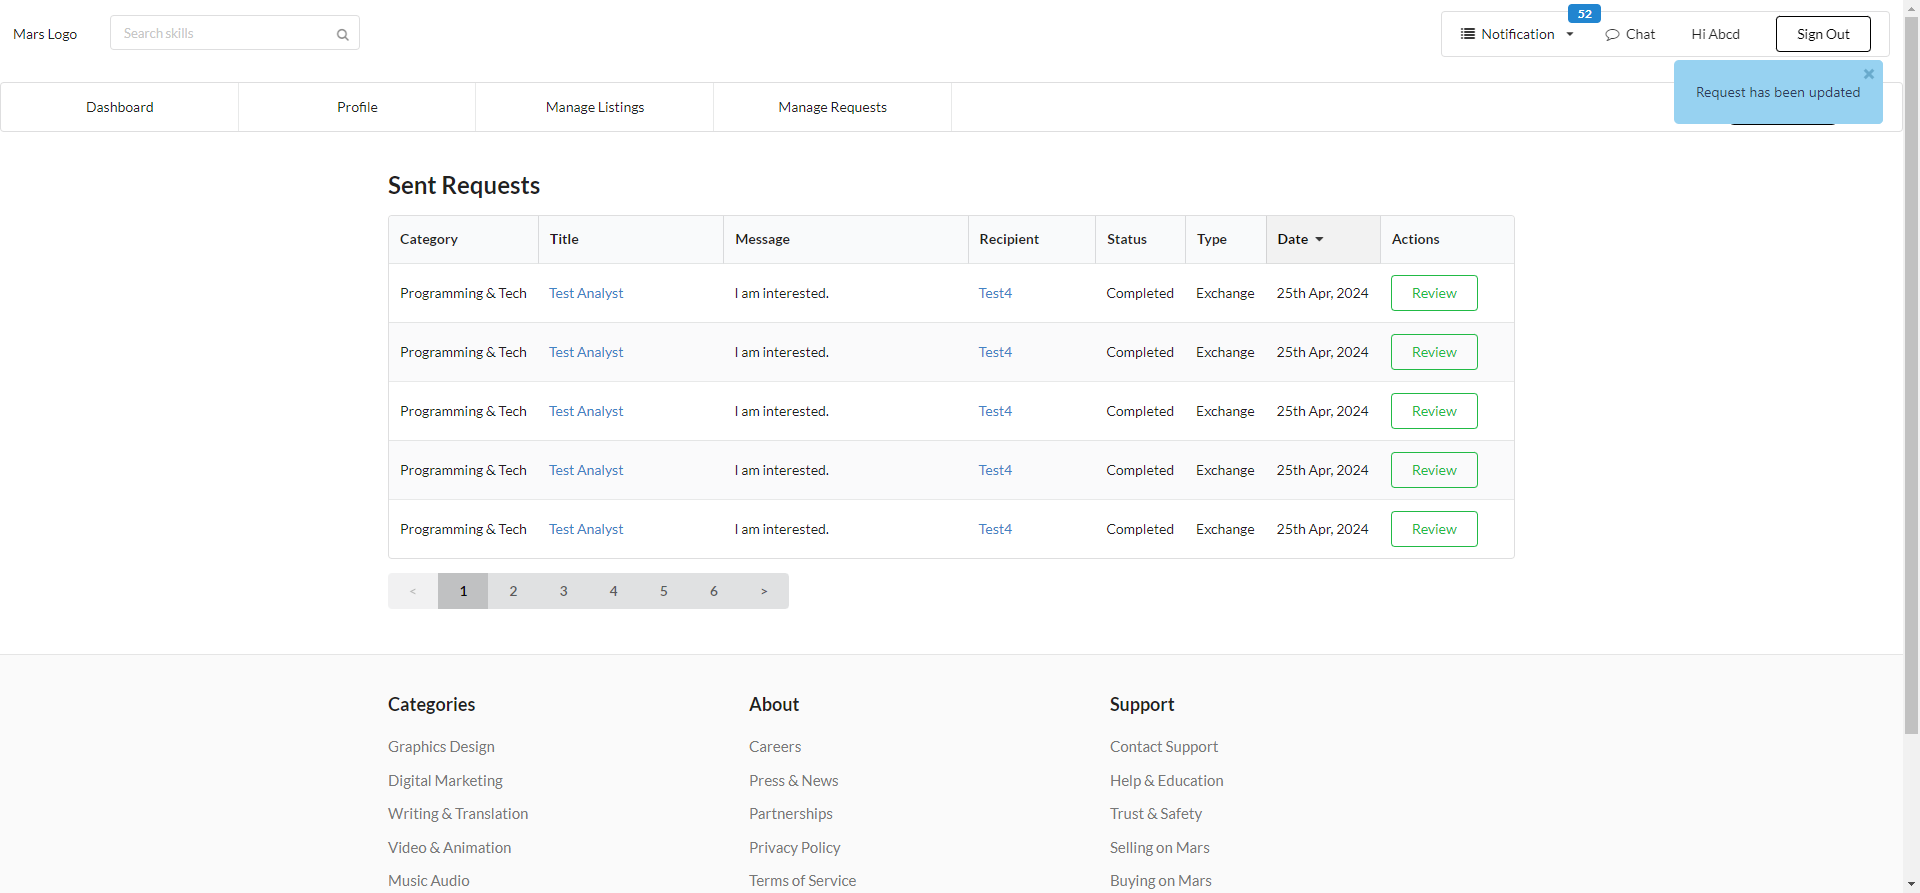 52
Mars Logo Search skills Notification Chat Hi Abcd Sign Out
Request has been updated
Dashboard Profile Manage Listings Manage Requests
Sent Requests
Category Title Message Recipient Status Type Date Actions
Programming & Tech Test Analyst I am interested. Test4 Completed Exchange 25th Apr, 2024 Review
Programming & Tech Test Analyst I am interested. Test4 Completed Exchange 25th Apr, 2024 Review
Programming & Tech Test Analyst I am interested. Test4 Completed Exchange 25th Apr, 2024 Review
Programming & Tech Test Analyst I am interested. Test4 Completed Exchange 25th Apr, 2024 Review
Programming & Tech Test Analyst I am interested. Test4 Completed Exchange 25th Apr, 2024 Review
< 1 2 3 4 5 6 >
Categories About Support
Graphics Design Careers Contact Support
Digital Marketing Press & News Help & Education
Writing & Translation Partnerships Trust & Safety
Video & Animation Privacy Policy Selling on Mars
Music Audio Terms of Service Buying on Mars